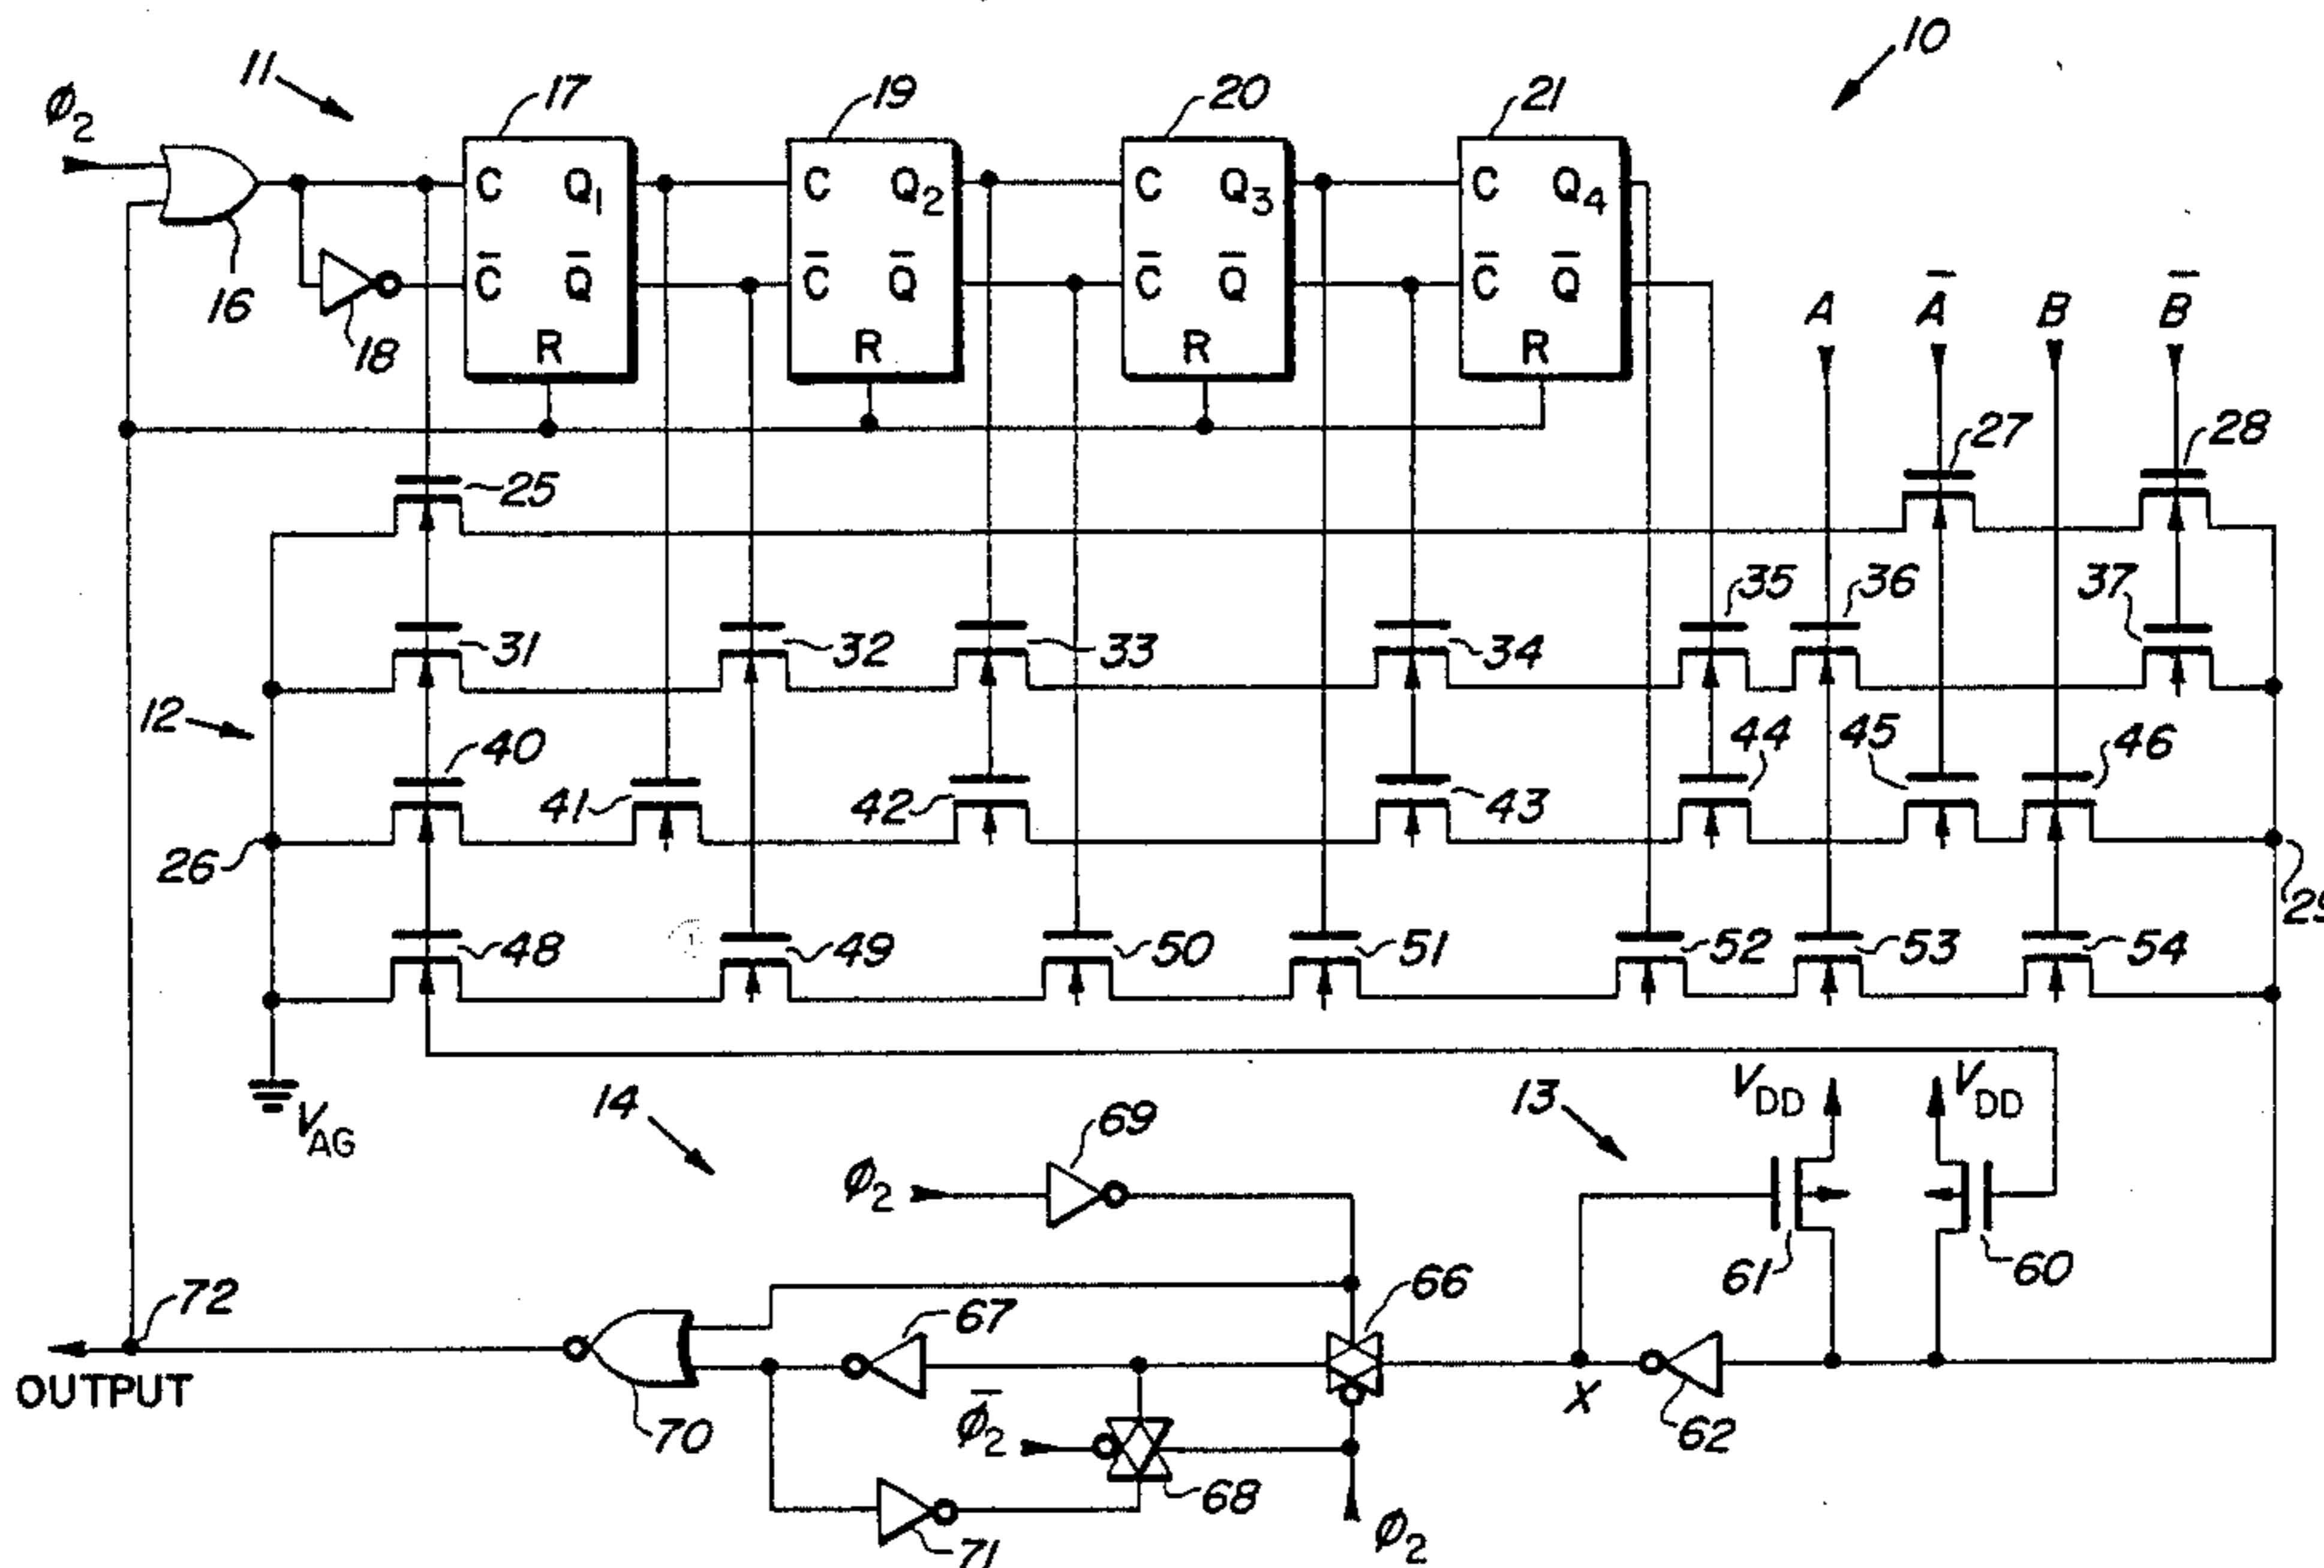 10
11
17
19
20
21
ϕ2
C Q1
C Q2
C Q3
C Q4
C̅ Q̅
C̅ Q̅
C̅ Q̅
C̅ Q̅
16
18
R
R
R
R
A
A̅
B
B̅
25
27
28
31
32
33
34
35
36
37
12
40
41
42
43
44
45
46
26
29
48
49
50
51
52
53
54
VAG
14
69
13
VDD
VDD
ϕ2
61
60
72
67
66
OUTPUT
70
ϕ̅2
68
X
62
71
ϕ2